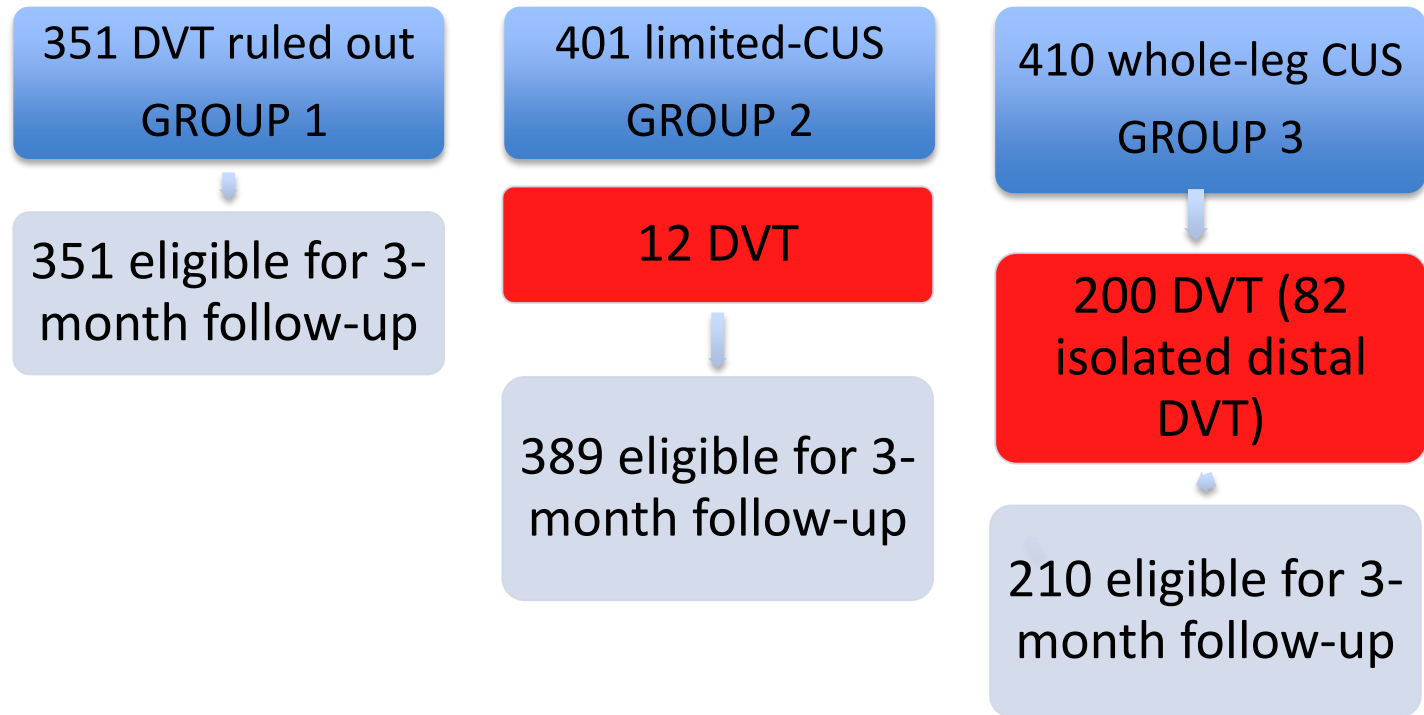 351 DVT ruled out
GROUP 1
351 eligible for 3-
month follow-up
401 limited-CUS
GROUP 2
12 DVT
389 eligible for 3-
month follow-up
410 whole-leg CUS
GROUP 3
200 DVT (82
isolated distal
DVT)
210 eligible for 3-
month follow-up